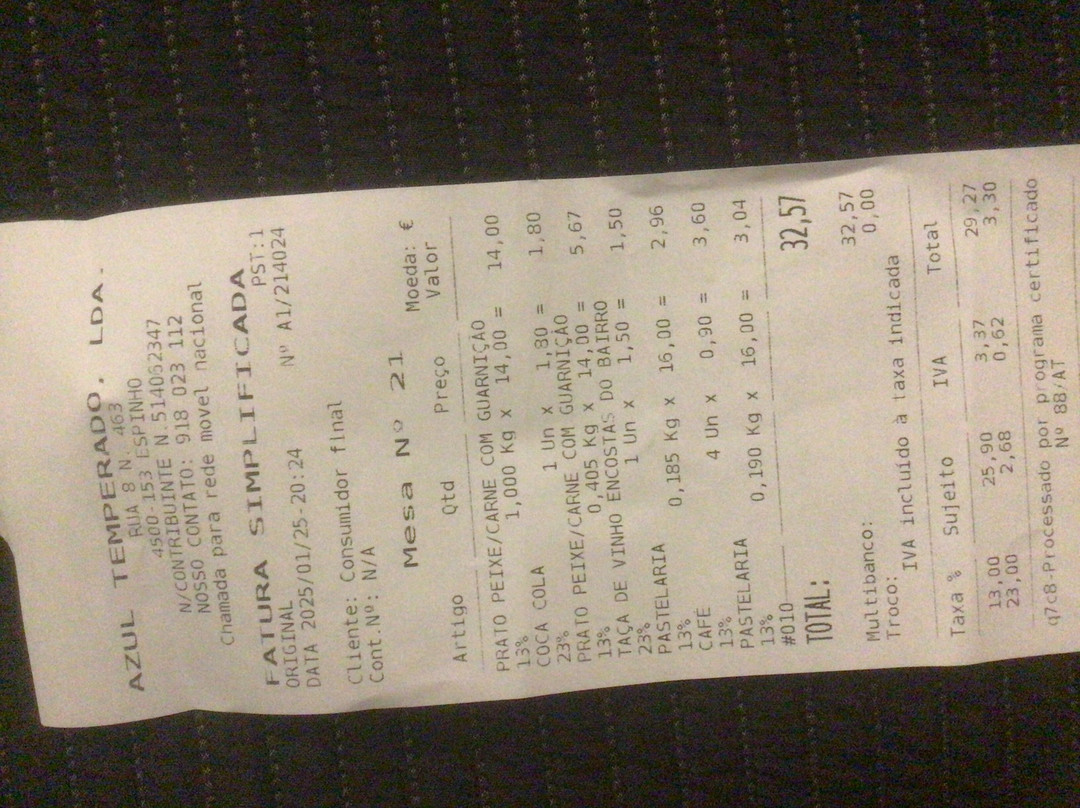 AZUL TEMPERADO, LDA.
RUA 8 N. 463
4500-153 ESPINHO
N/CONTRIBUINTE N.514052347
NOSSO CONTATO: 918 023 112
Chamada para rede movel nacional
FATURA SIMPLIFICADA
ORIGINAL PST:1
DATA 2025/01/25-20:24 Nº A1/214024
Cliente: Consumidor final
Cont.Nº: N/A
Mesa Nº 21
Moeda: €
Artigo Qtd Preço Valor
PRATO PEIXE/CARNE COM GUARNIÇÃO
13% 1,000 Kg x 14,00 = 14,00
COCA COLA
23% 1 Un x 1,80 = 1,80
PRATO PEIXE/CARNE COM GUARNIÇÃO
13% 0,405 Kg x 14,00 = 5,67
TAÇA DE VINHO ENCOSTAS DO BAIRRO
23% 1 Un x 1,50 = 1,50
PASTELARIA
13% 0,185 Kg x 16,00 = 2,96
CAFE
13% 4 Un x 0,90 = 3,60
PASTELARIA
13% 0,190 Kg x 16,00 = 3,04
#010
TOTAL: 32,57
Multibanco: 32,57
Troco: 0,00
IVA incluído à taxa indicada
Taxa % Sujeito IVA Total
13,00 25,90 3,37 29,27
23,00 2,68 0,62 3,30
q7c8-Processado por programa certificado
Nº 88/AT